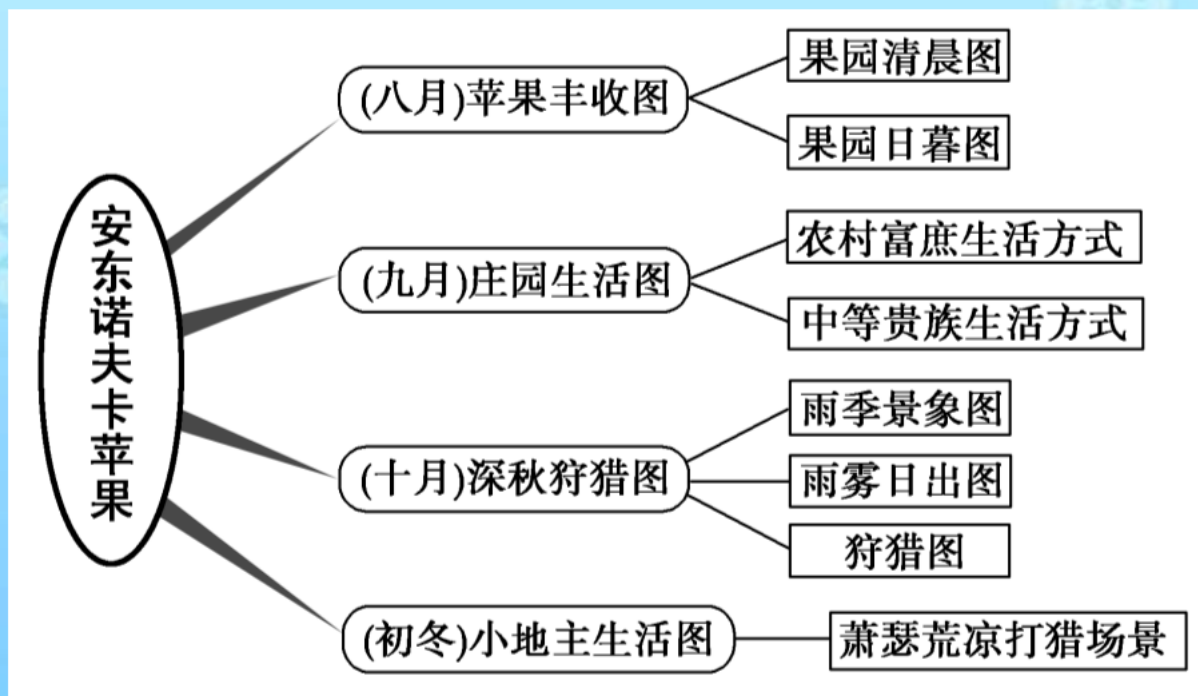 安东诺夫卡苹果
(八月)苹果丰收图
果园清晨图
果园日暮图
(九月)庄园生活图
农村富庶生活方式
中等贵族生活方式
(十月)深秋狩猎图
雨季景象图
雨雾日出图
狩猎图
(初冬)小地主生活图
萧瑟荒凉打猎场景